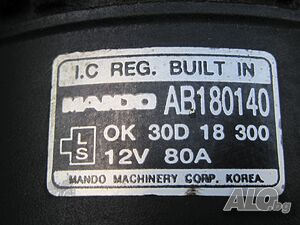 I.C REG. BUILT IN
MANDO AB180140
L
S
OK 30D 18 300
12V 80A
MANDO MACHINERY CORP. KOREA.
ALO.bg